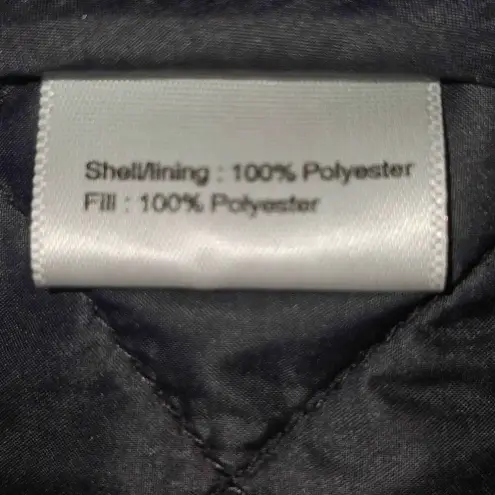 Shell/lining : 100% Polyester
Fill : 100% Polyester